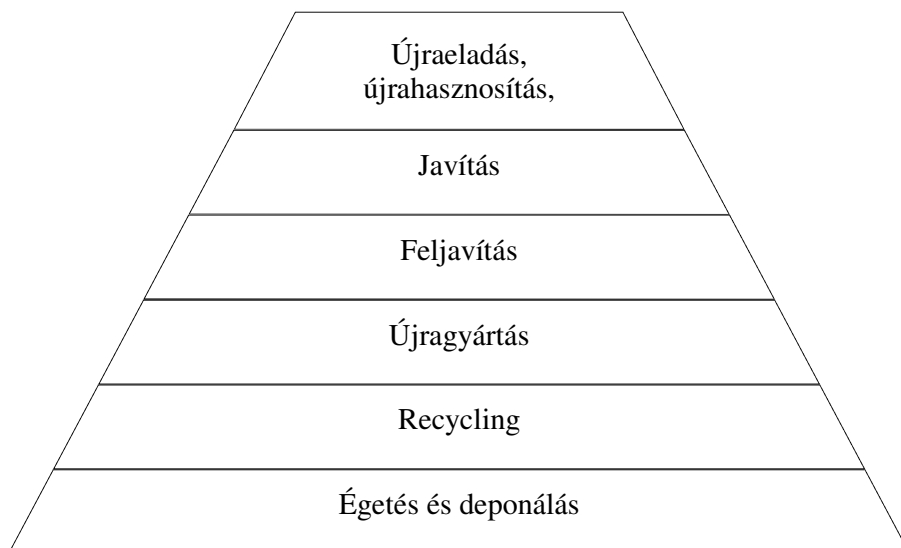 Újraeladás,
újrahasznosítás,
Javítás
Feljavítás
Újragyártás
Recycling
Égetés és deponálás